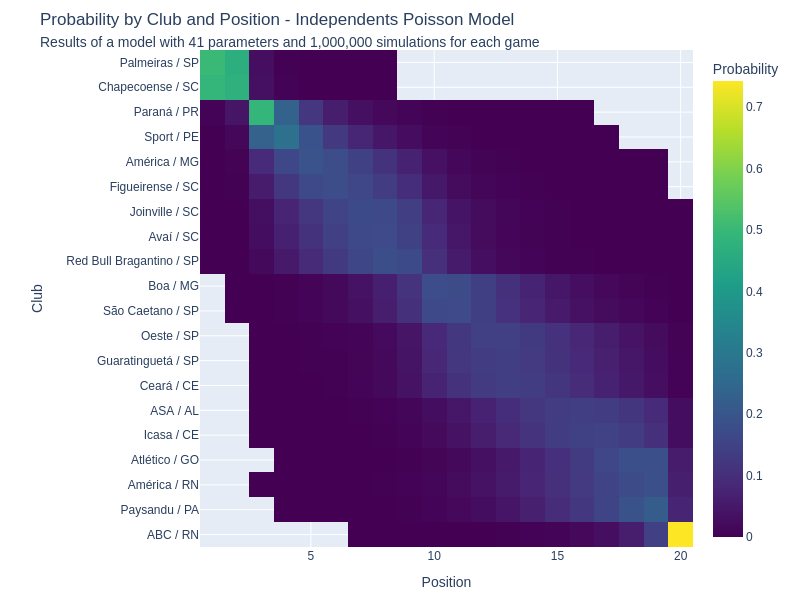 Probability by Club and Position - Independents Poisson Model
Results of a model with 41 parameters and 1,000,000 simulations for each game
Probability
Palmeiras / SP
Chapecoense / SC
Paraná / PR
Sport / PE
América / MG
Figueirense / SC
Joinville / SC
Avaí / SC
Red Bull Bragantino / SP
Boa / MG
São Caetano / SP
Oeste / SP
Guaratinguetá / SP
Ceará / CE
ASA / AL
Icasa / CE
Atlético / GO
América / RN
Paysandu / PA
ABC / RN
Club
5
10
15
20
Position
0.7
0.6
0.5
0.4
0.3
0.2
0.1
0